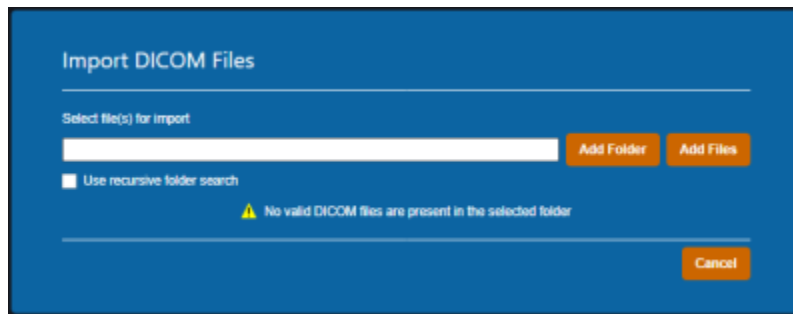 Import DICOM Files
Select file(s) for import
Add Folder Add Files
Use recursive folder search
No valid DICOM files are present in the selected folder
Cancel